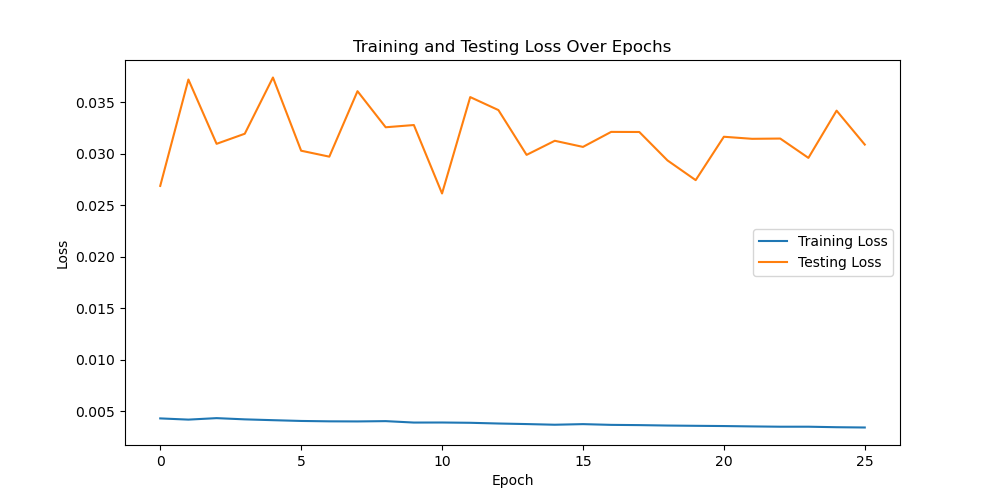 Training and Testing Loss Over Epochs
0.035
0.030
0.025
0.020
0.015
0.010
0.005
Loss
Training Loss
Testing Loss
0 5 10 15 20 25
Epoch